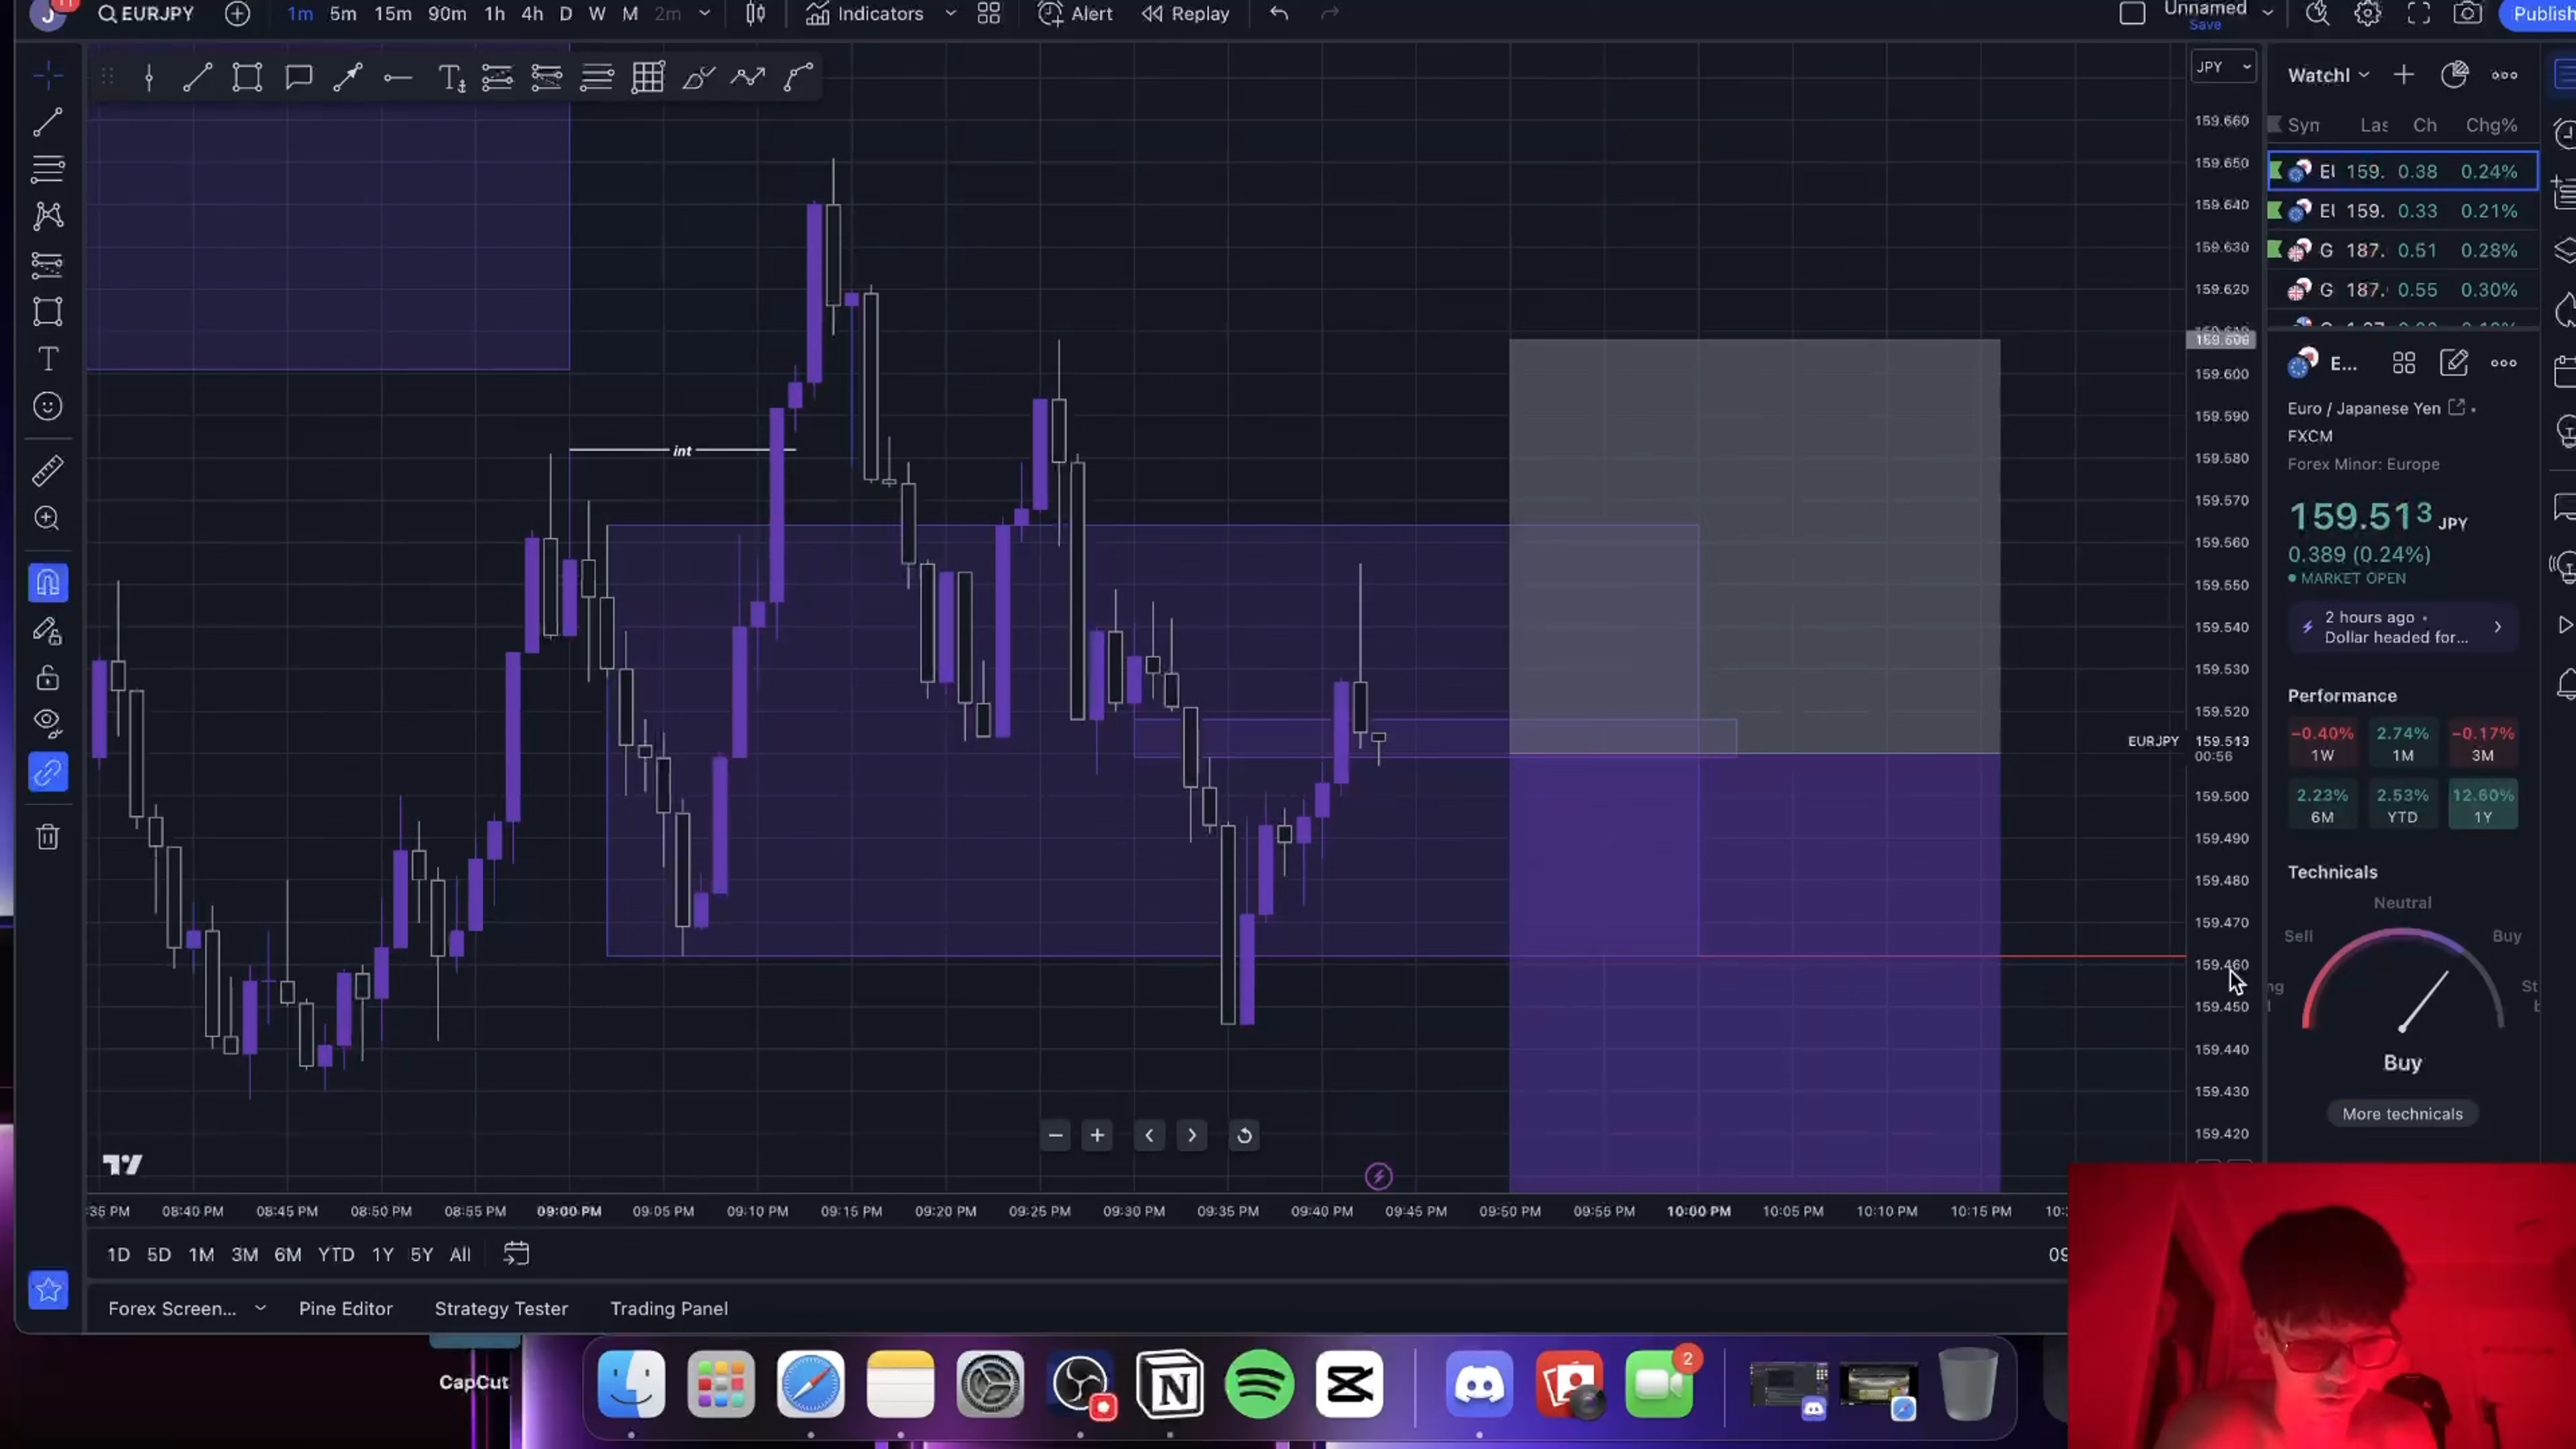 J 11 EURJPY 1m 5m 15m 90m 1h 4h D W M 2m Indicators Alert Replay Unnamed Save Publish
JPY
Watchl
Syn Las Ch Chg%
EU 159. 0.38 0.24%
EU 159. 0.33 0.21%
G 187. 0.51 0.28%
G 187. 0.55 0.30%
E...
Euro / Japanese Yen
FXCM
Forex Minor: Europe
159.513 JPY
0.389 (0.24%)
MARKET OPEN
2 hours ago
Dollar headed for...
Performance
−0.40% 2.74% −0.17%
1W 1M 3M
2.23% 2.53% 12.60%
6M YTD 1Y
Technicals
Neutral
Sell Buy
Buy
More technicals
159.660
159.650
159.640
159.630
159.620
159.608
159.600
159.590
159.580
159.570
159.560
159.550
159.540
159.530
159.520
EURJPY 159.513
00:56
159.500
159.490
159.480
159.470
159.460
159.450
159.440
159.430
159.420
int
:35 PM 08:40 PM 08:45 PM 08:50 PM 08:55 PM 09:00 PM 09:05 PM 09:10 PM 09:15 PM 09:20 PM 09:25 PM 09:30 PM 09:35 PM 09:40 PM 09:45 PM 09:50 PM 09:55 PM 10:00 PM 10:05 PM 10:10 PM 10:15 PM
1D 5D 1M 3M 6M YTD 1Y 5Y All 09
Forex Screen... Pine Editor Strategy Tester Trading Panel
CapCut
2